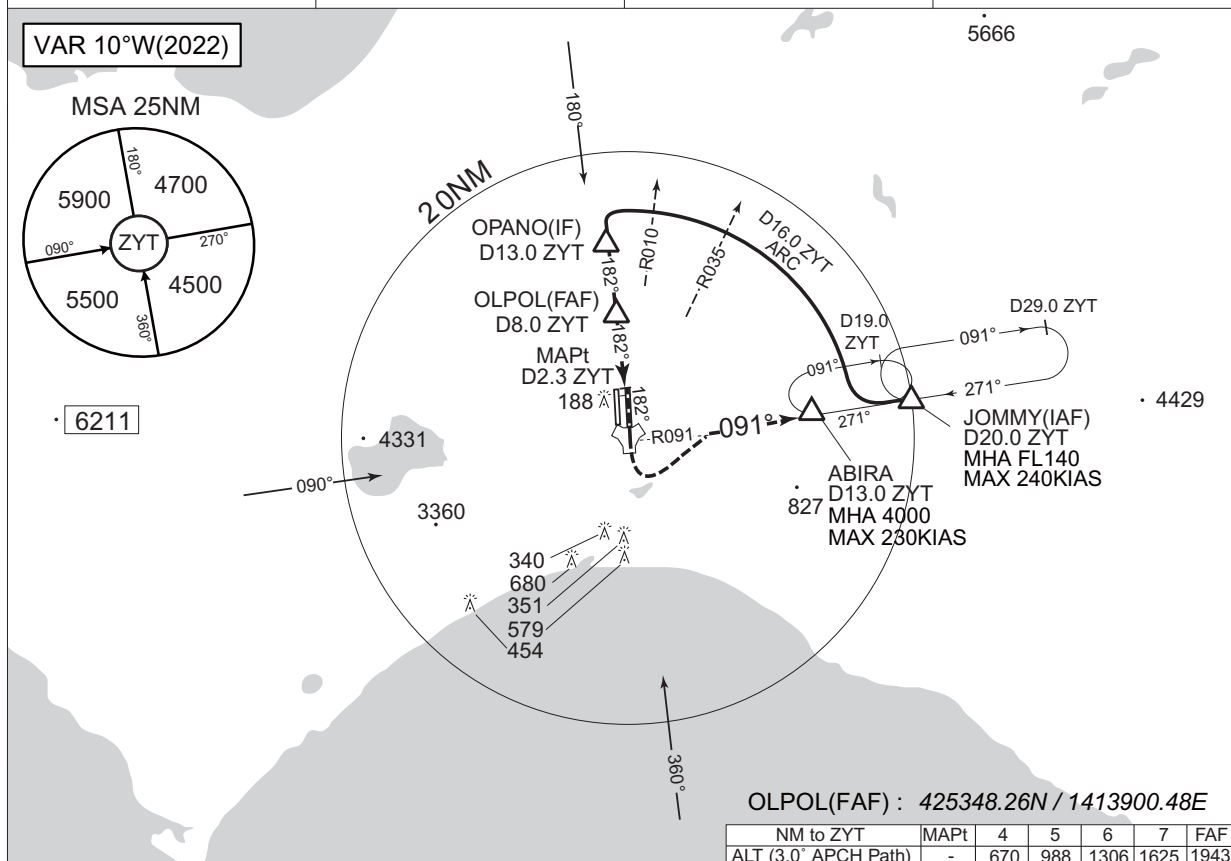 VAR 10°W(2022)
5666
MSA 25NM
180°
5900
4700
090°
ZYT
270°
5500
4500
360°
180°
20NM
OPANO(IF)
D13.0 ZYT
182°
R010
R035
D16.0 ZYT
ARC
OLPOL(FAF)
D8.0 ZYT
182°
MAPt
D2.3 ZYT
188
182°
D19.0
ZYT
D29.0 ZYT
091°
091°
271°
R091
091°
271°
JOMMY(IAF)
D20.0 ZYT
MHA FL140
MAX 240KIAS
4429
6211
4331
090°
3360
ABIRA
D13.0 ZYT
MHA 4000
MAX 230KIAS
827
340
680
351
579
454
360°
OLPOL(FAF) : 425348.26N / 1413900.48E
NM to ZYT MAPt 4 5 6 7 FAF
ALT (3.0° APCH Path) - 670 988 1306 1625 1943